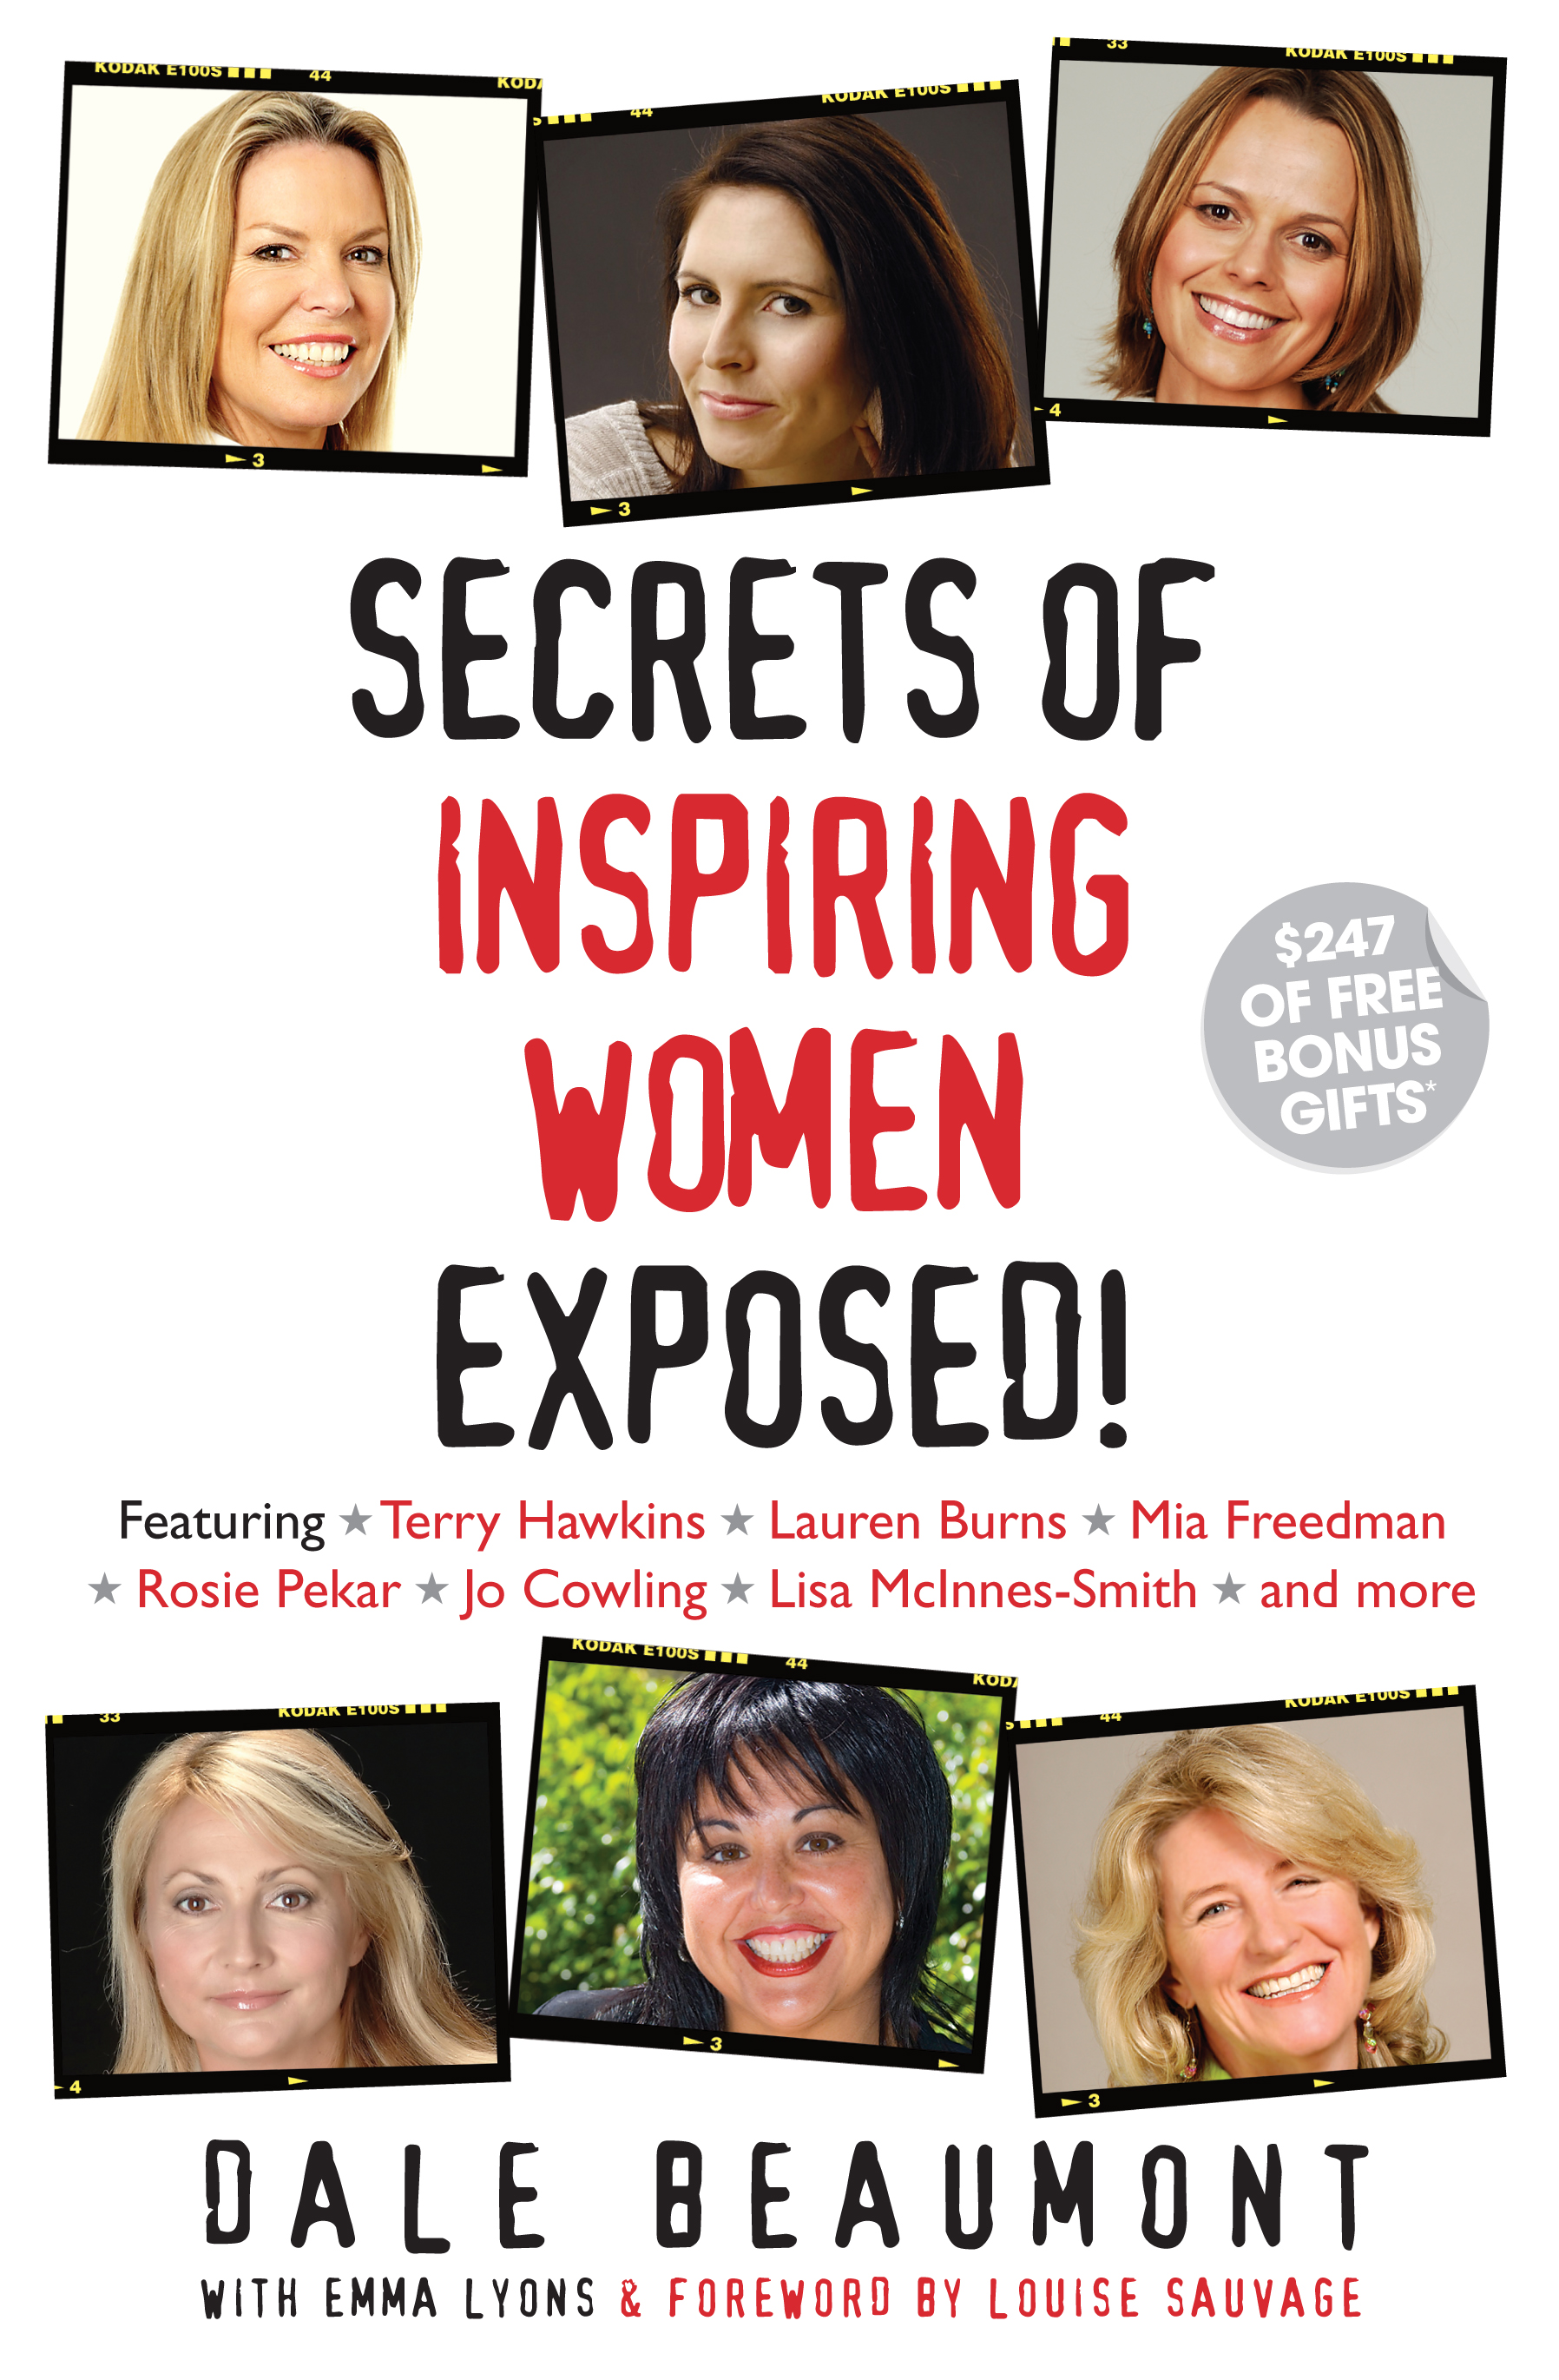 KODAK E100S 44 KODA
44 KODAK E100S
33 KODAK E100S
3
3
4
SECRETS OF
INSPIRING
WOMEN
EXPOSED!
$247
OF FREE
BONUS
GIFTS*
Featuring ★ Terry Hawkins ★ Lauren Burns ★ Mia Freedman
★ Rosie Pekar ★ Jo Cowling ★ Lisa McInnes-Smith ★ and more
33 KODAK E100S
KODAK E100S 44 KODA
S 44 KODAK E100S
4
3
3
DALE BEAUMONT
WITH EMMA LYONS & FOREWORD BY LOUISE SAUVAGE